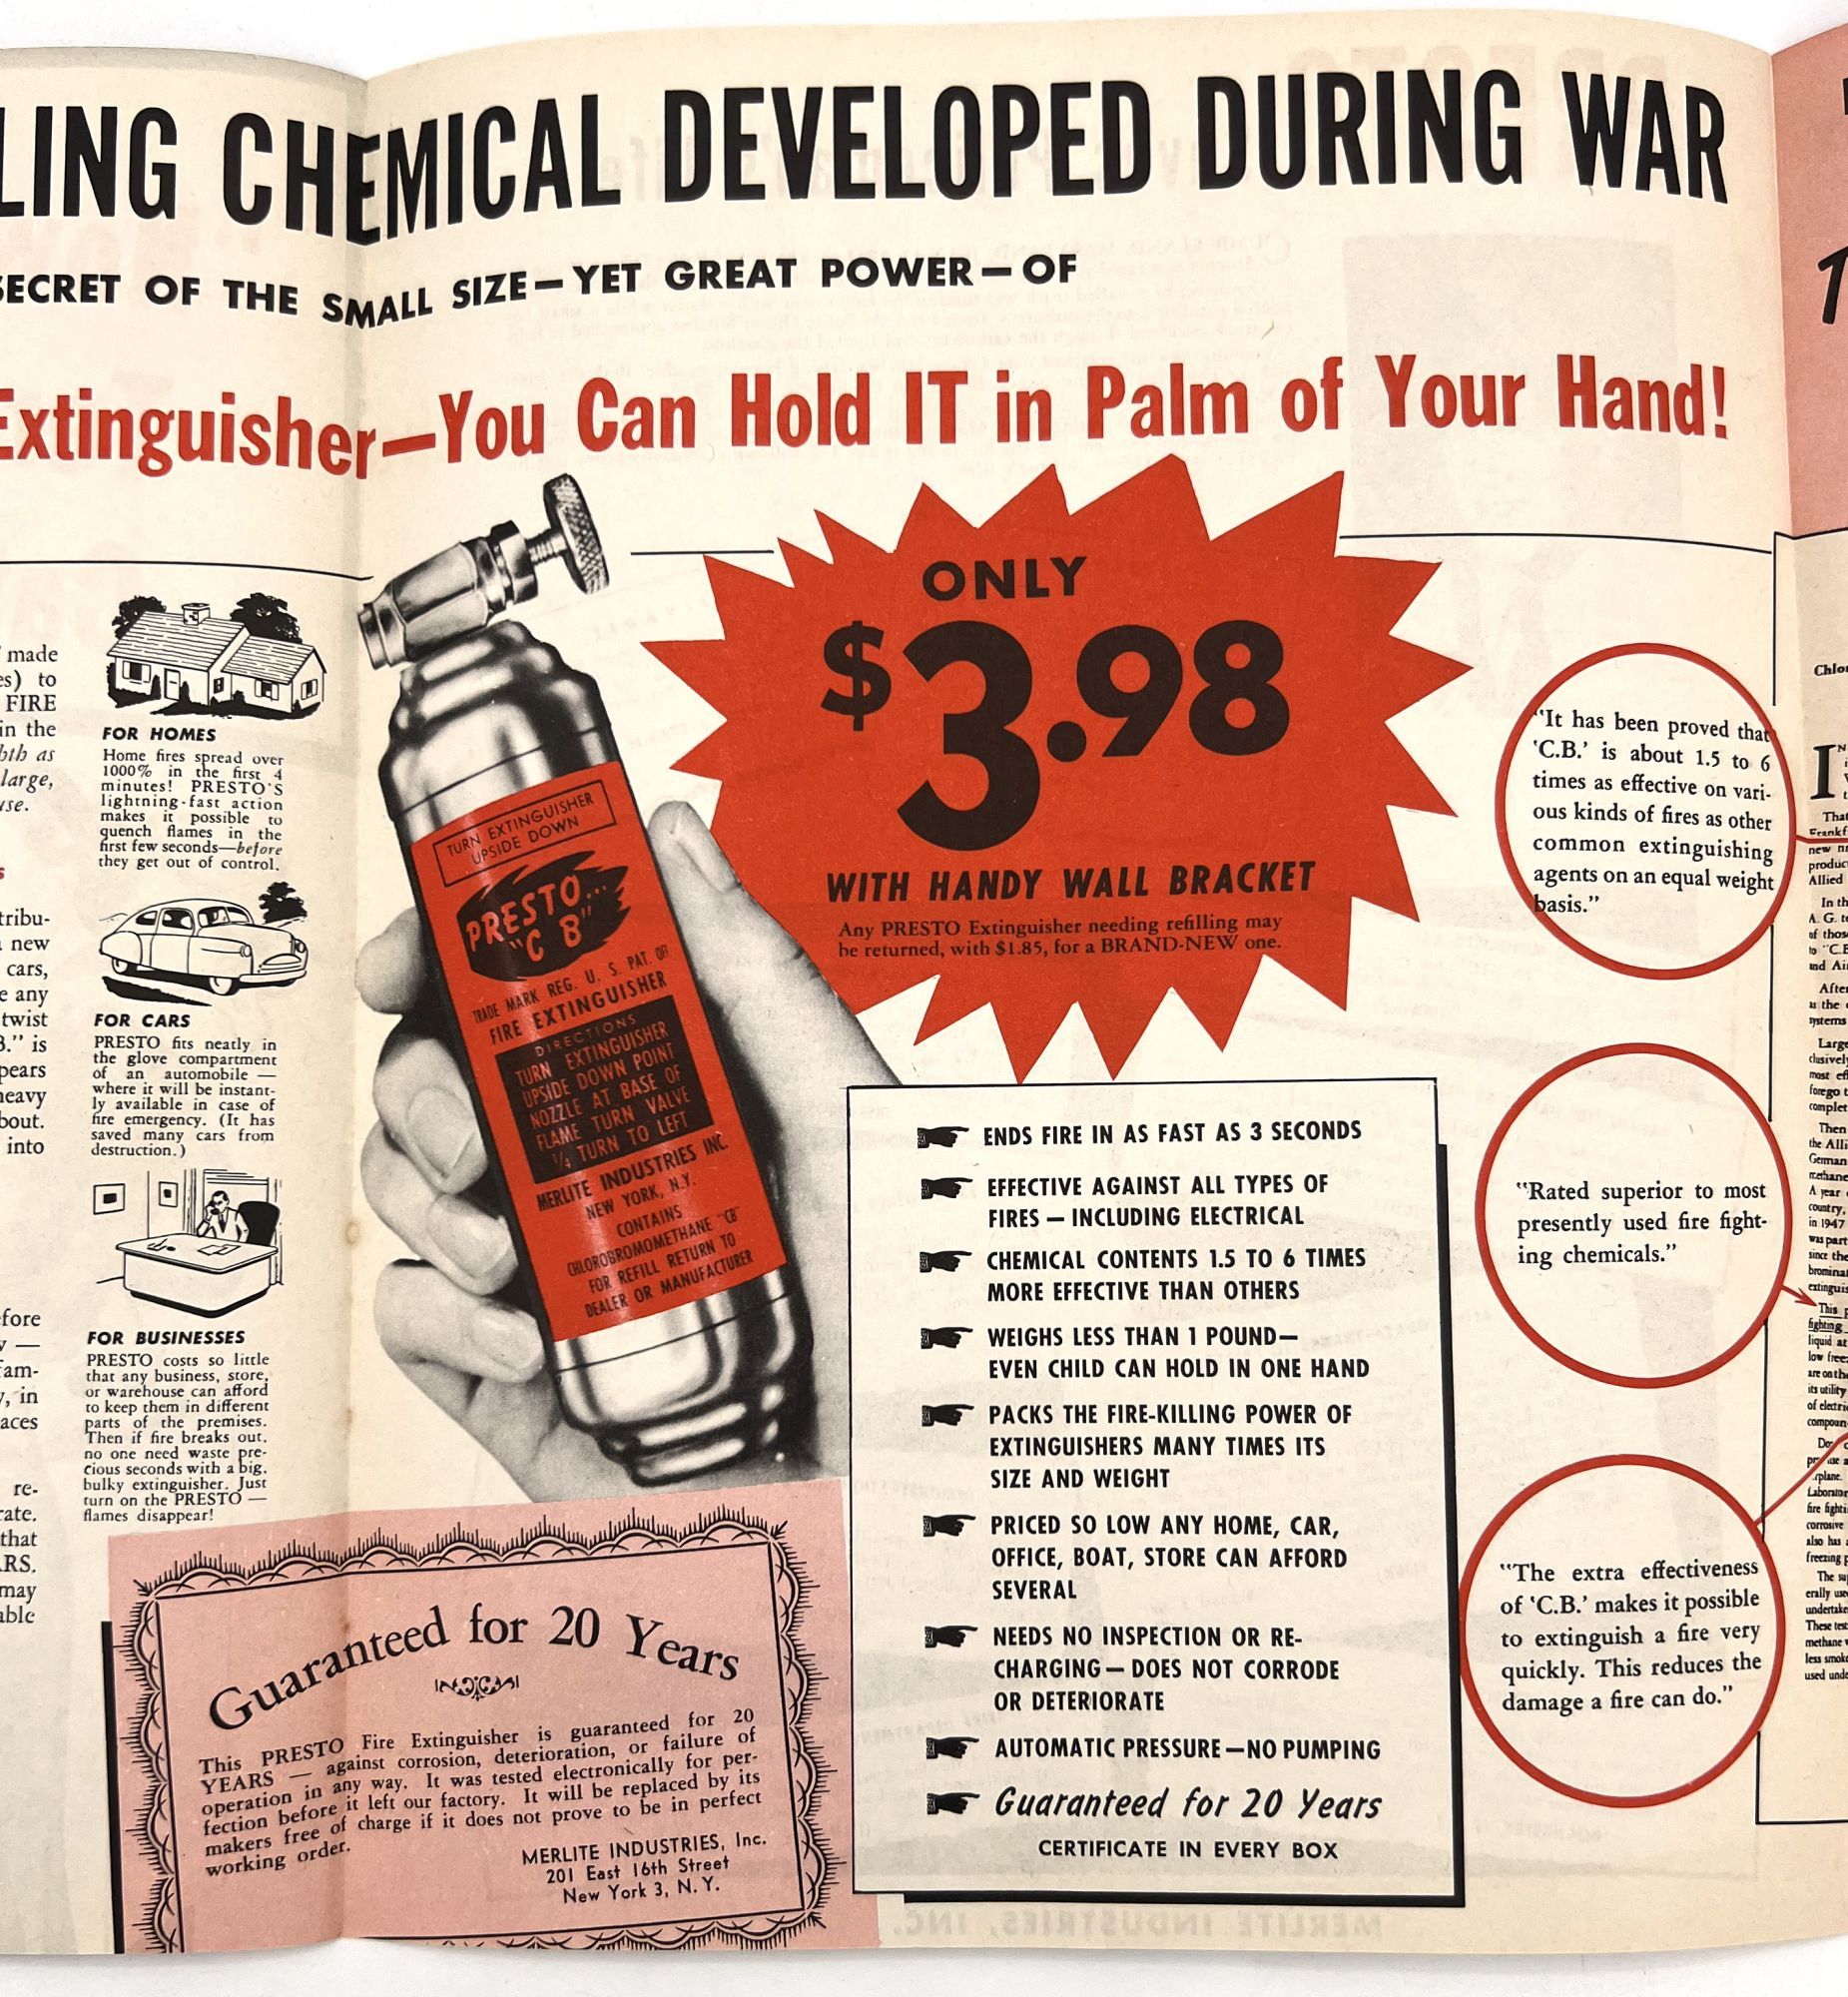 LING CHEMICAL DEVELOPED DURING WAR
SECRET OF THE SMALL SIZE—YET GREAT POWER—OF
Extinguisher—You Can Hold IT in Palm of Your Hand!
made
es) to
FIRE
in the
large,
use.
new
cars,
any
twist
is
heavy
into
re-
that
may
FOR HOMES
Home fires spread over
1000% in the first 4
minutes! PRESTO'S
lightning-fast action
makes it possible to
quench flames in the
first few seconds—before
they get out of control.
FOR CARS
PRESTO fits neatly in
the glove compartment
of an automobile —
where it will be instant-
ly available in case of
fire emergency. (It has
saved many cars from
destruction.)
FOR BUSINESSES
PRESTO costs so little
that any business, store,
or warehouse can afford
to keep them in different
parts of the premises.
Then if fire breaks out,
no one need waste pre-
cious seconds with a big,
bulky extinguisher. Just
turn on the PRESTO —
flames disappear!
TURN EXTINGUISHER
UPSIDE DOWN
PRESTO...
"C B"
TRADE MARK REG. U. S. PAT. OFF
FIRE EXTINGUISHER
DIRECTIONS
TURN EXTINGUISHER
UPSIDE DOWN POINT
NOZZLE AT BASE OF
FLAME TURN VALVE
1/4 TURN TO LEFT
MERLITE INDUSTRIES INC.
NEW YORK, N.Y.
CONTAINS
CHLOROBROMOMETHANE "CB"
FOR REFILL RETURN TO
DEALER OR MANUFACTURER
ONLY
$3.98
WITH HANDY WALL BRACKET
Any PRESTO Extinguisher needing refilling may
be returned, with $1.85, for a BRAND-NEW one.
ENDS FIRE IN AS FAST AS 3 SECONDS
EFFECTIVE AGAINST ALL TYPES OF
FIRES — INCLUDING ELECTRICAL
CHEMICAL CONTENTS 1.5 TO 6 TIMES
MORE EFFECTIVE THAN OTHERS
WEIGHS LESS THAN 1 POUND—
EVEN CHILD CAN HOLD IN ONE HAND
PACKS THE FIRE-KILLING POWER OF
EXTINGUISHERS MANY TIMES ITS
SIZE AND WEIGHT
PRICED SO LOW ANY HOME, CAR,
OFFICE, BOAT, STORE CAN AFFORD
SEVERAL
NEEDS NO INSPECTION OR RE-
CHARGING — DOES NOT CORRODE
OR DETERIORATE
AUTOMATIC PRESSURE—NO PUMPING
Guaranteed for 20 Years
CERTIFICATE IN EVERY BOX
Guaranteed for 20 Years
This PRESTO Fire Extinguisher is guaranteed for 20
YEARS — against corrosion, deterioration, or failure of
operation in any way. It was tested electronically for per-
fection before it left our factory. It will be replaced by its
makers free of charge if it does not prove to be in perfect
working order.
MERLITE INDUSTRIES, Inc.
201 East 16th Street
New York 3, N. Y.
"It has been proved that
'C.B.' is about 1.5 to 6
times as effective on vari-
ous kinds of fires as other
common extinguishing
agents on an equal weight
basis."
"Rated superior to most
presently used fire fight-
ing chemicals."
"The extra effectiveness
of 'C.B.' makes it possible
to extinguish a fire very
quickly. This reduces the
damage a fire can do."